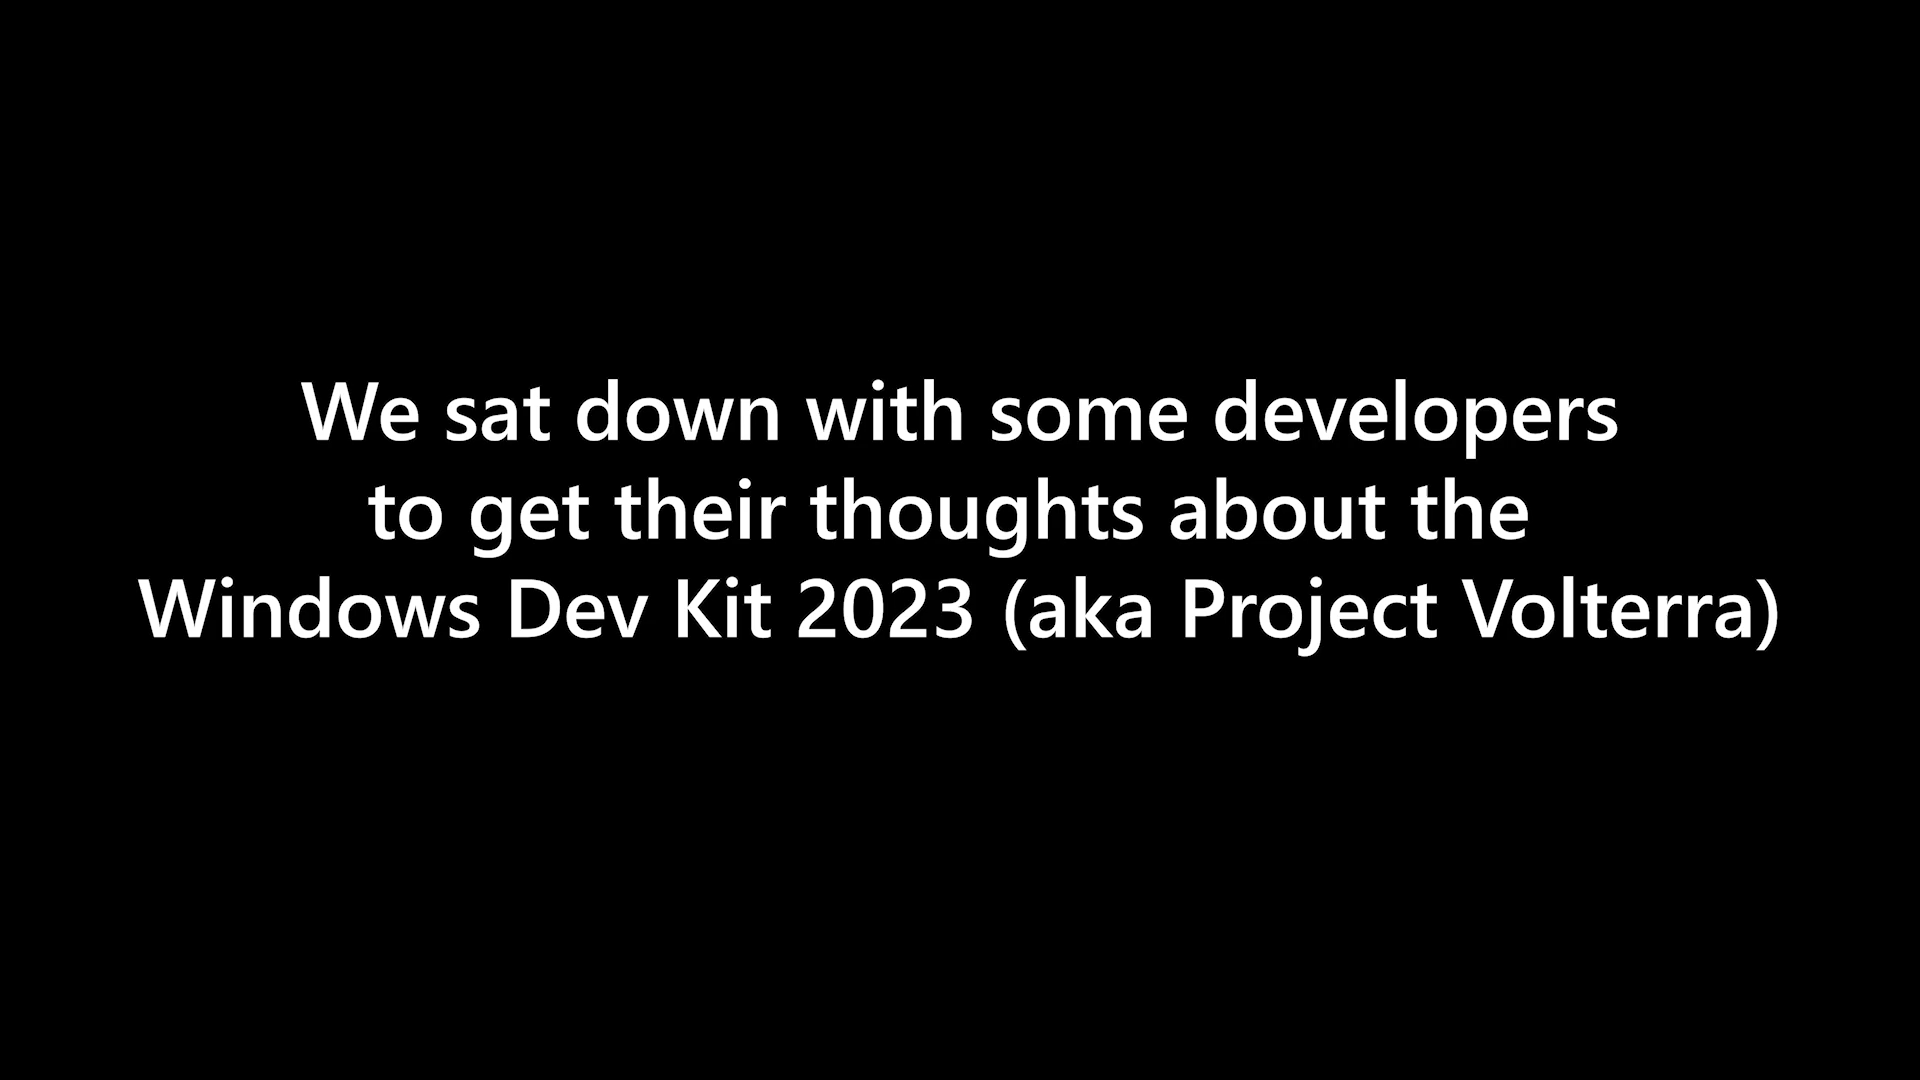 We sat down with some developers
to get their thoughts about the
Windows Dev Kit 2023 (aka Project Volterra)